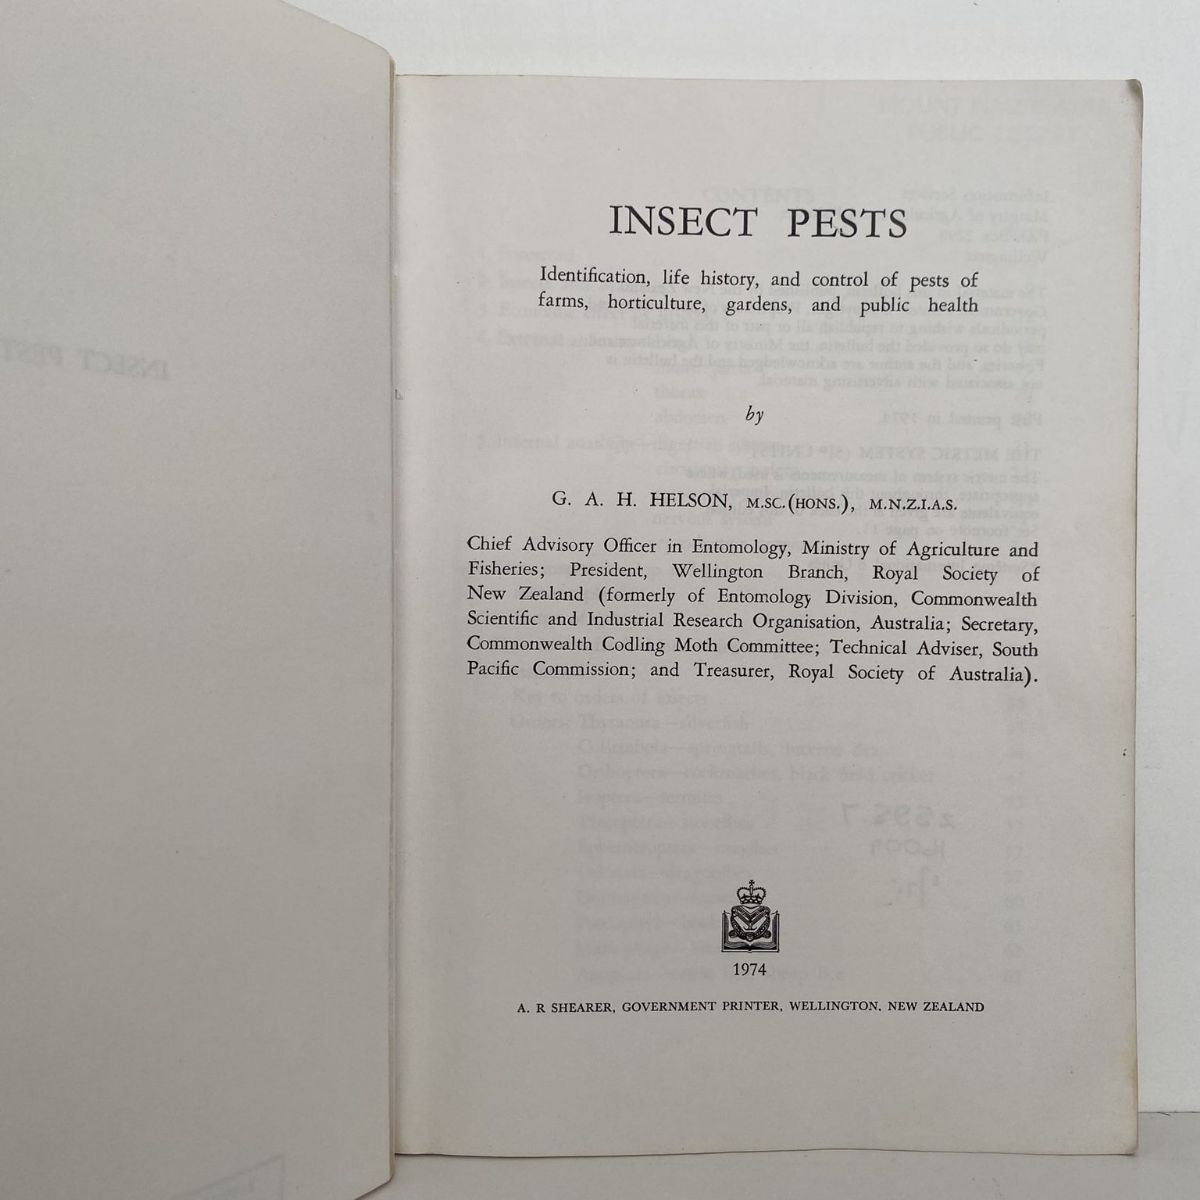 INSECT PESTS
Identification, life history, and control of pests of
farms, horticulture, gardens, and public health
by
G. A. H. HELSON, M.SC.(HONS.), M.N.Z.I.A.S.
Chief Advisory Officer in Entomology, Ministry of Agriculture and
Fisheries; President, Wellington Branch, Royal Society of
New Zealand (formerly of Entomology Division, Commonwealth
Scientific and Industrial Research Organisation, Australia; Secretary,
Commonwealth Codling Moth Committee; Technical Adviser, South
Pacific Commission; and Treasurer, Royal Society of Australia).
1974
A. R SHEARER, GOVERNMENT PRINTER, WELLINGTON, NEW ZEALAND